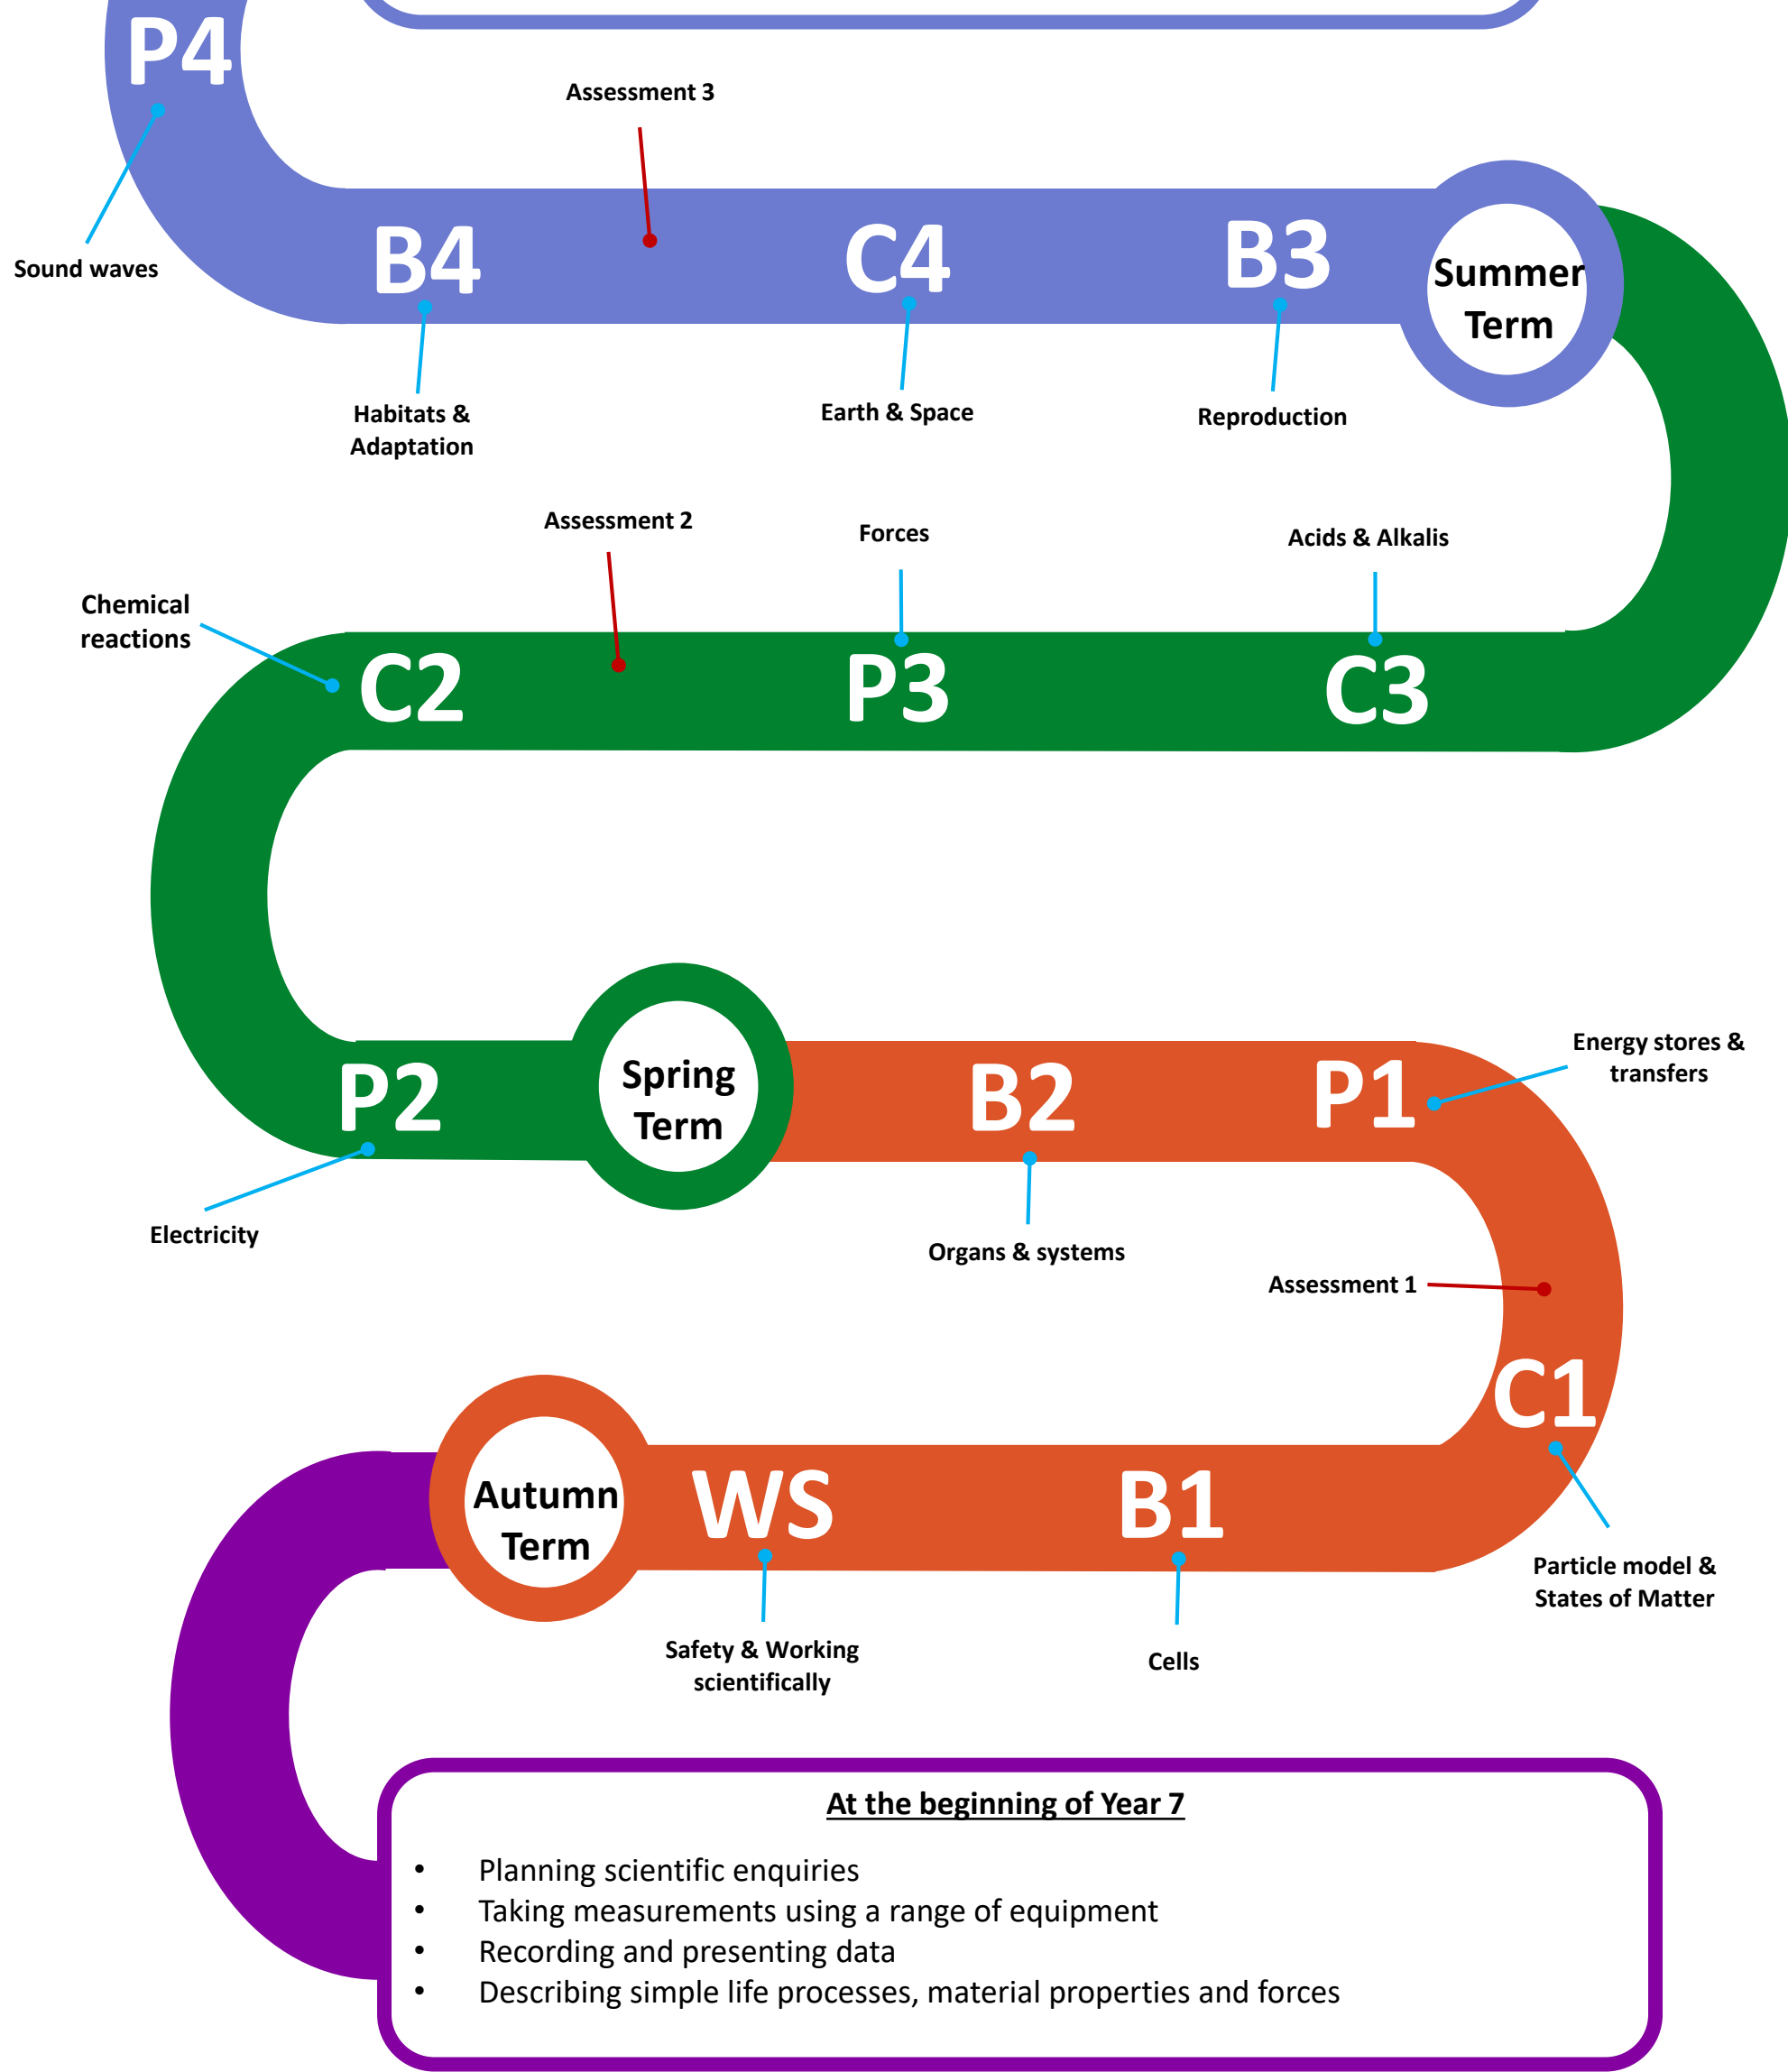 P4
Assessment 3
B4
C4
B3
Summer
Term
Sound waves
Habitats &
Adaptation
Earth & Space
Reproduction
Assessment 2
Forces
Acids & Alkalis
Chemical
reactions
C2
P3
C3
P2
Spring
Term
B2
P1
Energy stores &
transfers
Electricity
Organs & systems
Assessment 1
C1
Autumn
Term
WS
B1
Particle model &
States of Matter
Safety & Working
scientifically
Cells
At the beginning of Year 7
• Planning scientific enquiries
• Taking measurements using a range of equipment
• Recording and presenting data
• Describing simple life processes, material properties and forces